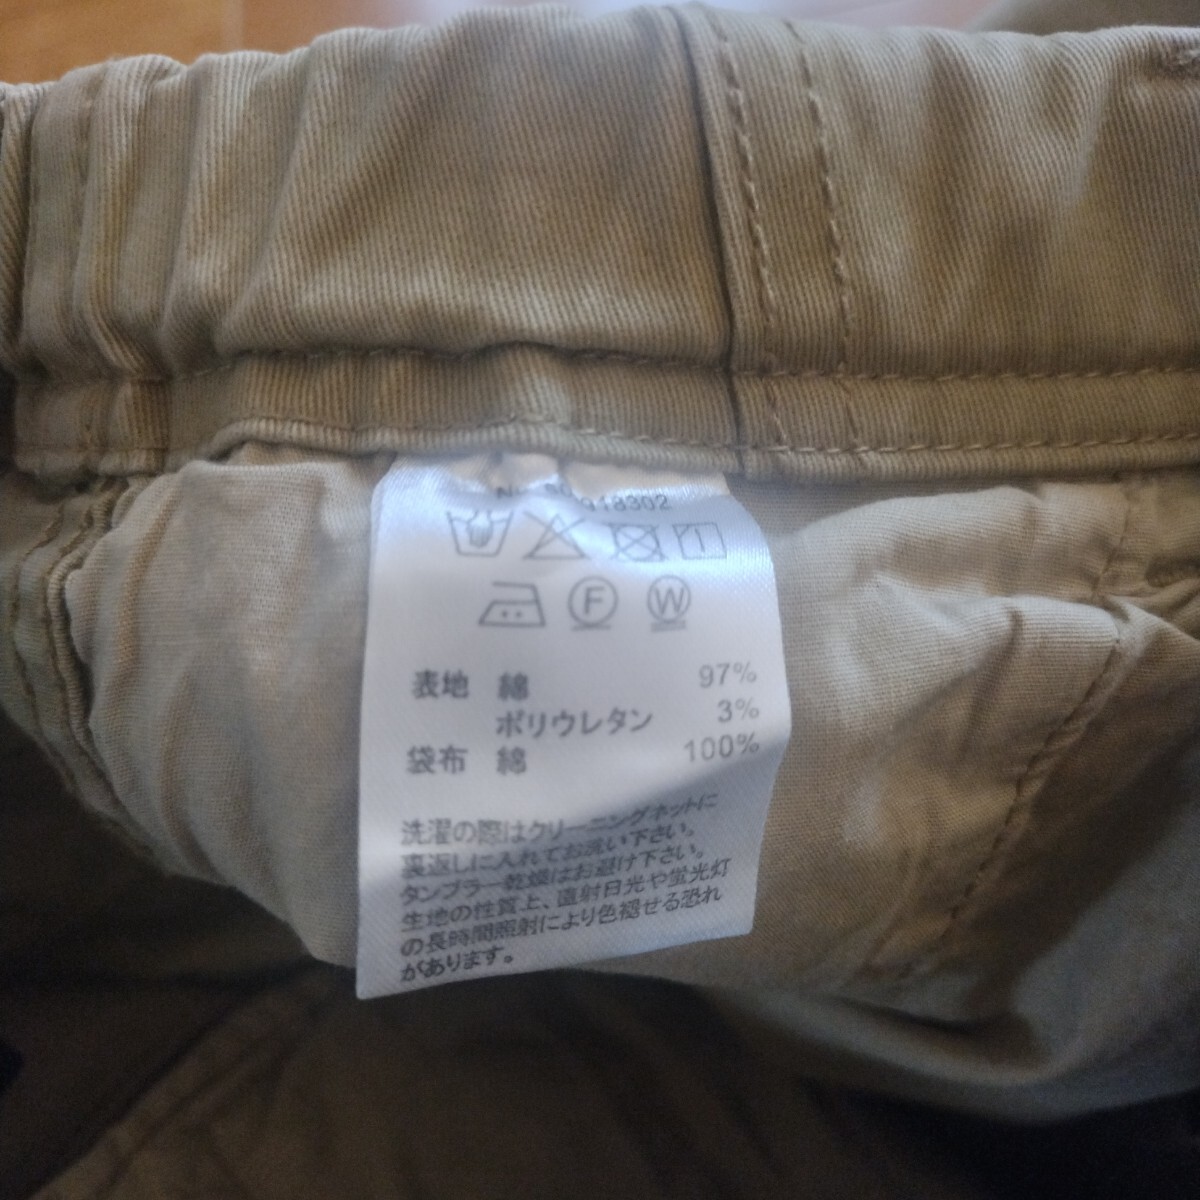 918302
F W
表地 綿 97%
ポリウレタン 3%
袋布 綿 100%
洗濯の際はクリーニングネットに
裏返しに入れてお洗い下さい。
タンブラー乾燥はお避け下さい。
生地の性質上、直射日光や蛍光灯
の長時間照射により色褪せる恐れ
があります。